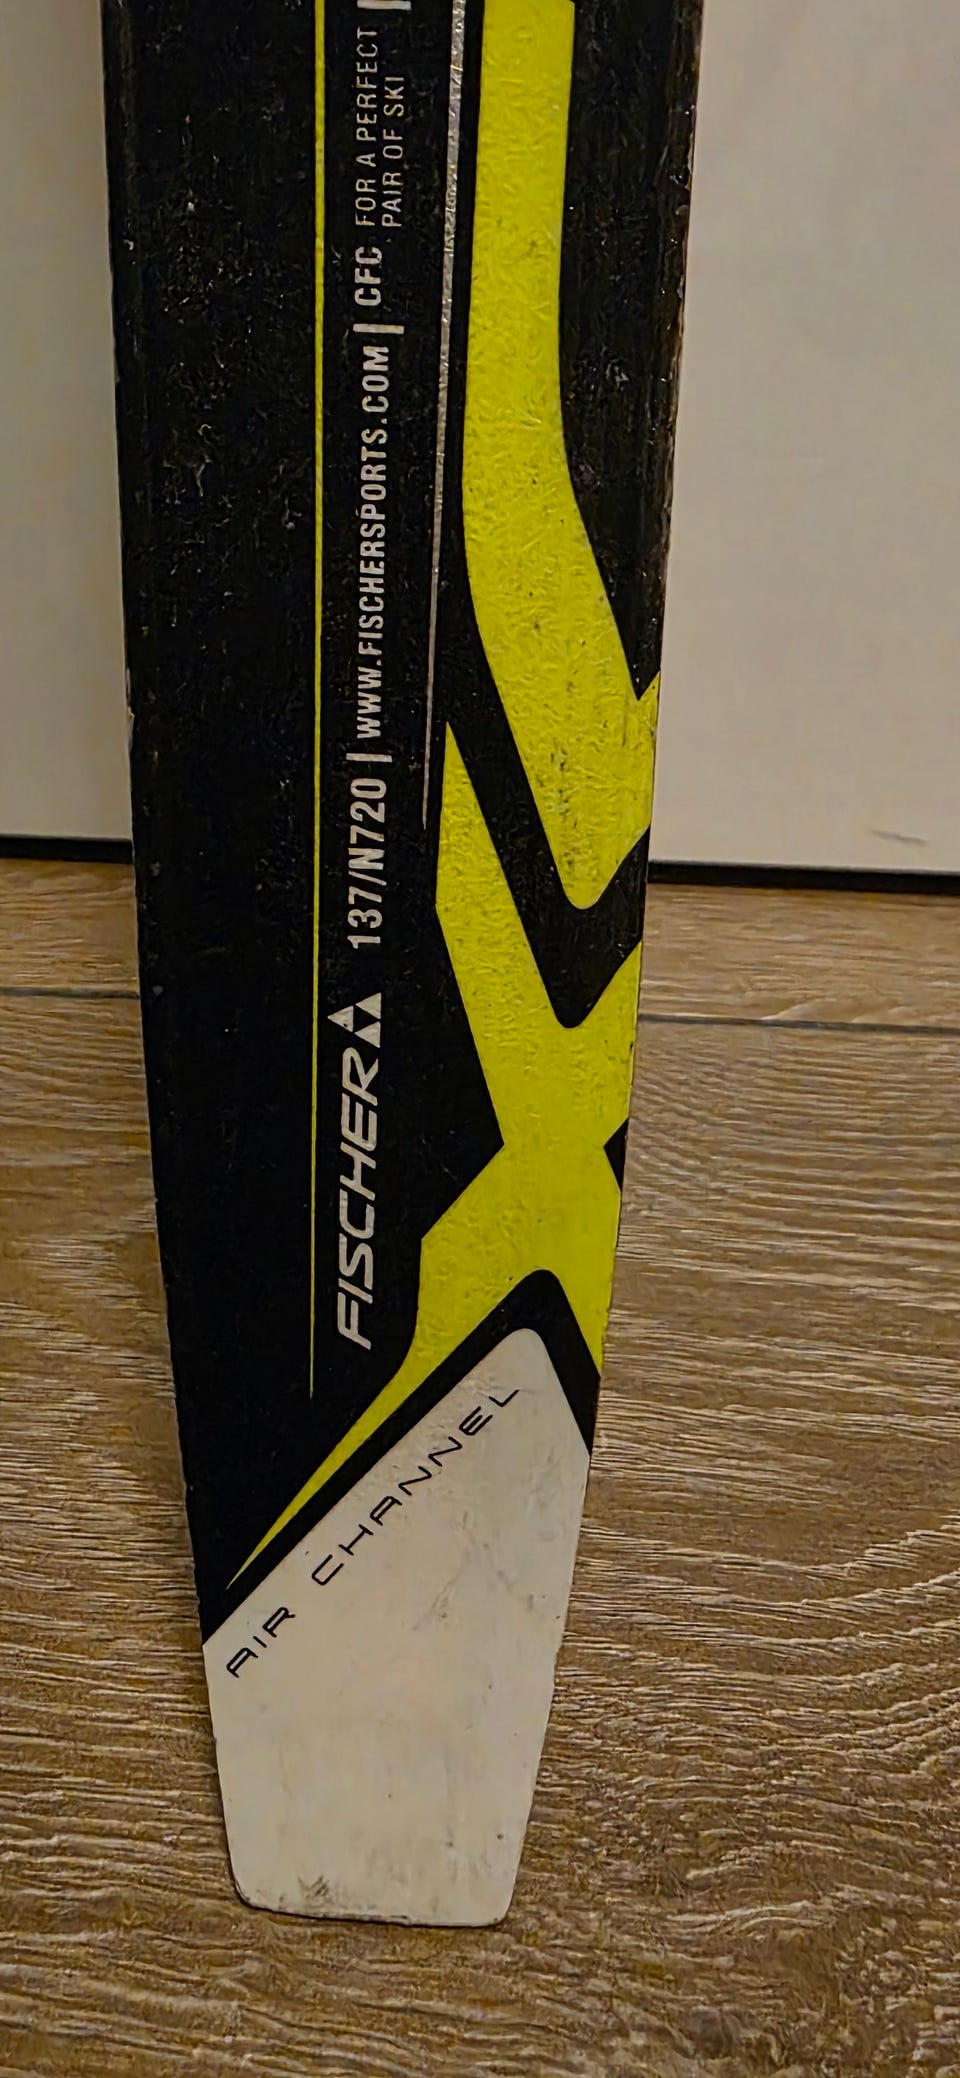 FISCHER 137/N720 | WWW.FISCHERSPORTS.COM | CFC FOR A PERFECT |
PAIR OF SKI
AIR CHANNEL